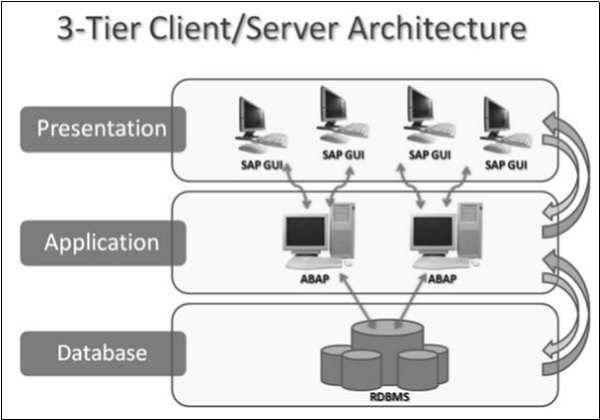 3-Tier Client/Server Architecture
Presentation
SAP GUI
SAP GUI
SAP GUI
SAP GUI
Application
ABAP
ABAP
Database
RDBMS